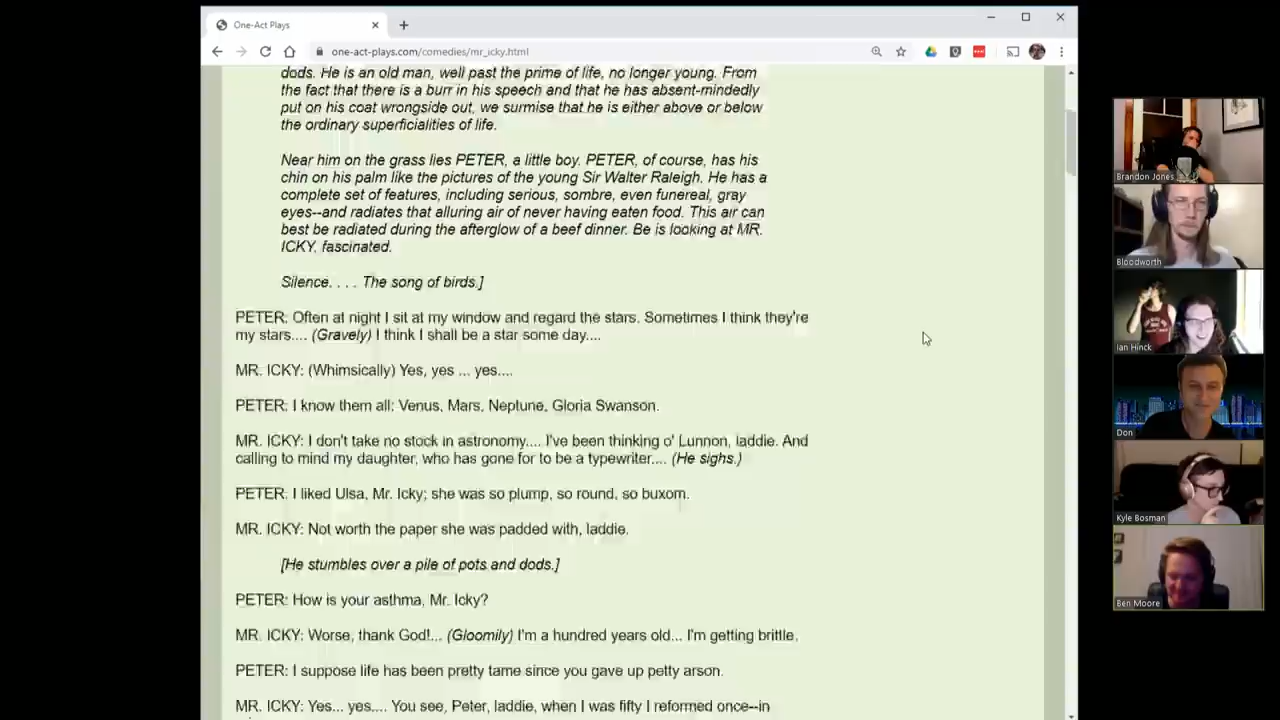 One-Act Plays
one-act-plays.com/comedies/mr_icky.html
dods. He is an old man, well past the prime of life, no longer young. From
the fact that there is a burr in his speech and that he has absent-mindedly
put on his coat wrongside out, we surmise that he is either above or below
the ordinary superficialities of life.
Near him on the grass lies PETER, a little boy. PETER, of course, has his
chin on his palm like the pictures of the young Sir Walter Raleigh. He has a
complete set of features, including serious, sombre, even funereal, gray
eyes--and radiates that alluring air of never having eaten food. This air can
best be radiated during the afterglow of a beef dinner. Be is looking at MR.
ICKY, fascinated.
Silence. . . . The song of birds.]
PETER: Often at night I sit at my window and regard the stars. Sometimes I think they're
my stars.... (Gravely) I think I shall be a star some day....
MR. ICKY: (Whimsically) Yes, yes ... yes....
PETER: I know them all: Venus, Mars, Neptune, Gloria Swanson.
MR. ICKY: I don't take no stock in astronomy.... I've been thinking o' Lunnon, laddie. And
calling to mind my daughter, who has gone for to be a typewriter.... (He sighs.)
PETER: I liked Ulsa, Mr. Icky; she was so plump, so round, so buxom.
MR. ICKY: Not worth the paper she was padded with, laddie.
[He stumbles over a pile of pots and dods.]
PETER: How is your asthma, Mr. Icky?
MR. ICKY: Worse, thank God!... (Gloomily) I'm a hundred years old... I'm getting brittle.
PETER: I suppose life has been pretty tame since you gave up petty arson.
MR. ICKY: Yes... yes.... You see, Peter, laddie, when I was fifty I reformed once--in
Brandon Jones
Bloodworth
Ian Hinck
Don
Kyle Bosman
Ben Moore